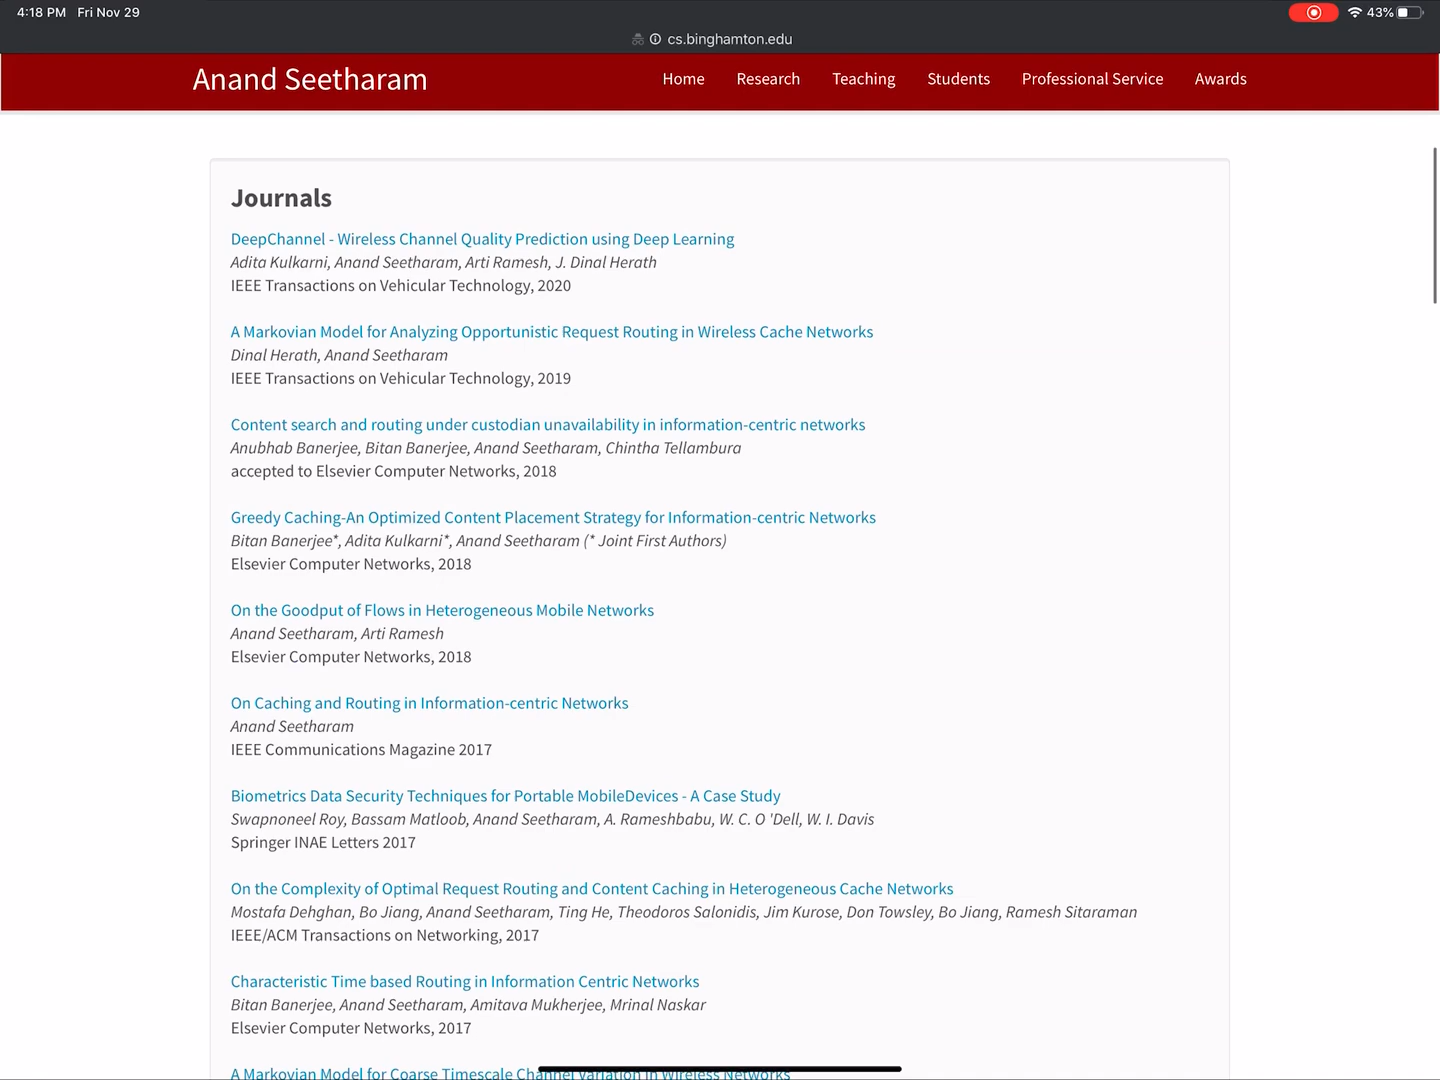 4:18 PM Fri Nov 29
43%
cs.binghamton.edu
Anand Seetharam
Home Research Teaching Students Professional Service Awards
Journals
DeepChannel - Wireless Channel Quality Prediction using Deep Learning
Adita Kulkarni, Anand Seetharam, Arti Ramesh, J. Dinal Herath
IEEE Transactions on Vehicular Technology, 2020
A Markovian Model for Analyzing Opportunistic Request Routing in Wireless Cache Networks
Dinal Herath, Anand Seetharam
IEEE Transactions on Vehicular Technology, 2019
Content search and routing under custodian unavailability in information-centric networks
Anubhab Banerjee, Bitan Banerjee, Anand Seetharam, Chintha Tellambura
accepted to Elsevier Computer Networks, 2018
Greedy Caching-An Optimized Content Placement Strategy for Information-centric Networks
Bitan Banerjee*, Adita Kulkarni*, Anand Seetharam (* Joint First Authors)
Elsevier Computer Networks, 2018
On the Goodput of Flows in Heterogeneous Mobile Networks
Anand Seetharam, Arti Ramesh
Elsevier Computer Networks, 2018
On Caching and Routing in Information-centric Networks
Anand Seetharam
IEEE Communications Magazine 2017
Biometrics Data Security Techniques for Portable MobileDevices - A Case Study
Swapnoneel Roy, Bassam Matloob, Anand Seetharam, A. Rameshbabu, W. C. O 'Dell, W. I. Davis
Springer INAE Letters 2017
On the Complexity of Optimal Request Routing and Content Caching in Heterogeneous Cache Networks
Mostafa Dehghan, Bo Jiang, Anand Seetharam, Ting He, Theodoros Salonidis, Jim Kurose, Don Towsley, Bo Jiang, Ramesh Sitaraman
IEEE/ACM Transactions on Networking, 2017
Characteristic Time based Routing in Information Centric Networks
Bitan Banerjee, Anand Seetharam, Amitava Mukherjee, Mrinal Naskar
Elsevier Computer Networks, 2017
A Markovian Model for Coarse Timescale Channel Variation in Wireless Networks